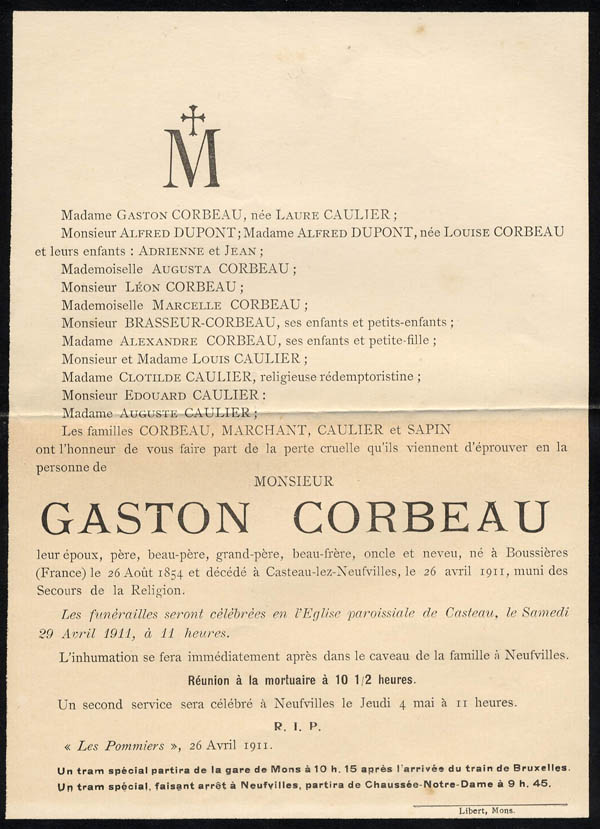 M
Madame GASTON CORBEAU, née LAURE CAULIER ;
Monsieur ALFRED DUPONT; Madame ALFRED DUPONT, née LOUISE CORBEAU
et leurs enfants : ADRIENNE et JEAN ;
Mademoiselle AUGUSTA CORBEAU ;
Monsieur LÉON CORBEAU ;
Mademoiselle MARCELLE CORBEAU ;
Monsieur BRASSEUR-CORBEAU, ses enfants et petits-enfants ;
Madame ALEXANDRE CORBEAU, ses enfants et petite-fille ;
Monsieur et Madame LOUIS CAULIER ;
Madame CLOTILDE CAULIER, religieuse rédemptoristine ;
Monsieur EDOUARD CAULIER :
Madame AUGUSTE CAULIER ;
Les familles CORBEAU, MARCHANT, CAULIER et SAPIN
ont l'honneur de vous faire part de la perte cruelle qu'ils viennent d'éprouver en la
personne de
MONSIEUR
GASTON CORBEAU
leur époux, père, beau-père, grand-père, beau-frère, oncle et neveu, né à Boussières
(France) le 26 Août 1854 et décédé à Casteau-lez-Neufvilles, le 26 avril 1911, muni des
Secours de la Religion.
Les funérailles seront célébrées en l'Eglise paroissiale de Casteau, le Samedi
29 Avril 1911, à 11 heures.
L'inhumation se fera immédiatement après dans le caveau de la famille à Neufvilles.
Réunion à la mortuaire à 10 1/2 heures.
Un second service sera célébré à Neufvilles le Jeudi 4 mai à 11 heures.
R. I. P.
« Les Pommiers », 26 Avril 1911.
Un tram spécial partira de la gare de Mons à 10 h. 15 après l'arrivée du train de Bruxelles.
Un tram spécial, faisant arrêt à Neufvilles, partira de Chaussée-Notre-Dame à 9 h. 45.
Libert, Mons.